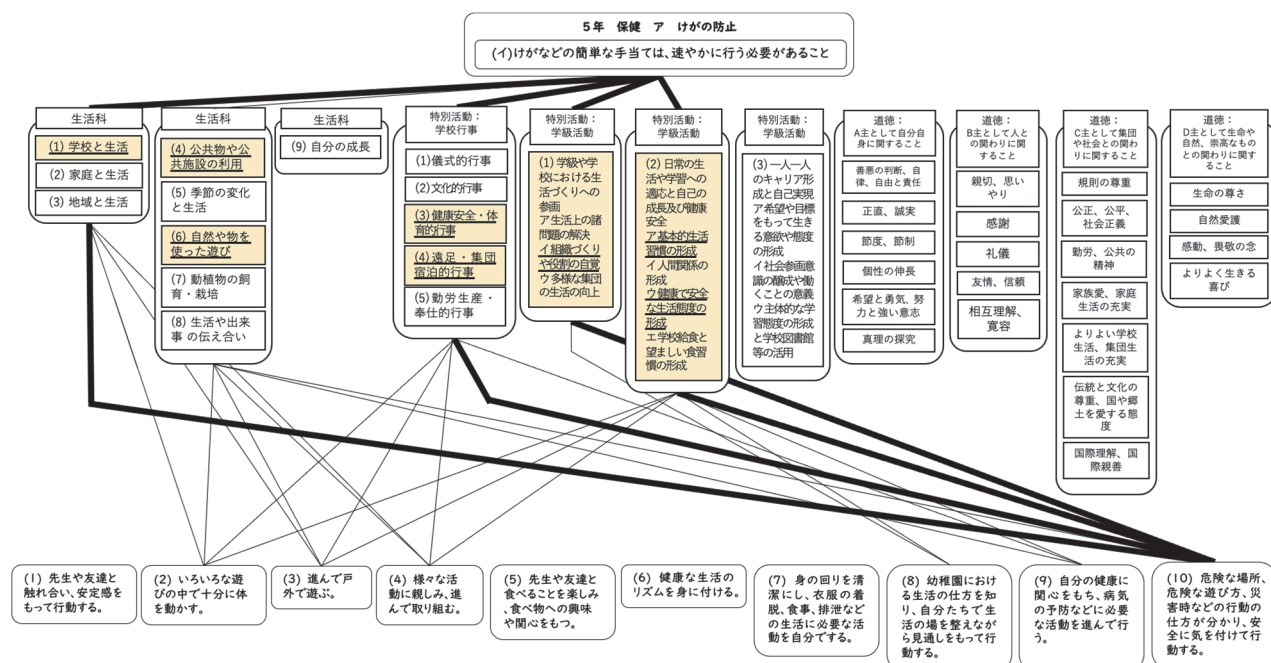 ５年　保健　ア　けがの防止
(イ)けがなどの簡単な手当ては、速やかに行う必要があること
生活科
(1) 学校と生活
(2) 家庭と生活
(3) 地域と生活
生活科
(4) 公共物や公
共施設の利用
(5) 季節の変化
と生活
(6) 自然や物を
使った遊び
(7) 動植物の飼
育・栽培
(8) 生活や出来
事 の伝え合い
生活科
(9) 自分の成長
特別活動：
学校行事
(1)儀式的行事
(2)文化的行事
(3) 健康安全・体
育的行事
(4) 遠足・集団
宿泊的行事
(5) 勤労生産・
奉仕的行事
特別活動：
学級活動
(1) 学級や学
校における生
活づくりへの
参画
ア生活上の諸
問題の解決
イ組織づくり
や役割の自覚
ウ多様な集団
の生活の向上
特別活動：
学級活動
(2) 日常の生
活や学習への
適応と自己の
成長及び健康
安全
ア基本的生活
習慣の形成
イ人間関係の
形成
ウ健康で安全
な生活態度の
形成
エ学校給食と
望ましい食習
慣の形成
特別活動：
学級活動
(3) 一人一人
のキャリア形
成と自己実現
ア希望や目標
をもって生き
る意欲や態度
の形成
イ社会参画意
識の醸成や働
くことの意義
ウ主体的な学
習態度の形成
と学校図書館
等の活用
道徳：
A主として自分自
身に関すること
善悪の判断、自
律、自由と責任
正直、誠実
節度、節制
個性の伸長
希望と勇気、努
力と強い意志
真理の探究
道徳：
B主として人と
の関わりに関
すること
親切、思い
やり
感謝
礼儀
友情、信頼
相互理解、
寛容
道徳：
C主として集団
や社会との関わ
りに関すること
規則の尊重
公正、公平、
社会正義
勤労、公共の
精神
家族愛、家庭
生活の充実
よりよい学校
生活、集団生
活の充実
伝統と文化の
尊重、国や郷
土を愛する態
度
国際理解、国
際親善
道徳：
D主として生命や
自然、崇高なもの
との関わりに関す
ること
生命の尊さ
自然愛護
感動、畏敬の念
よりよく生きる
喜び
(1) 先生や友達と
触れ合い、安定感を
もって行動する。
(2) いろいろな遊
びの中で十分に体
を動かす。
(3) 進んで戸
外で遊ぶ。
(4) 様々な活
動に親しみ、進
んで取り組む。
(5) 先生や友達と
食べることを楽しみ
、食べ物への興味
や関心をもつ。
(6) 健康な生活の
リズムを身に付ける。
(7) 身の回りを清
潔にし、衣服の着
脱、食事、排泄など
の生活に必要な活
動を自分でする。
(8) 幼稚園におけ
る生活の仕方を知
り、自分たちで生
活の場を整えなが
ら見通しをもって行
動する。
(9) 自分の健康に
関心をもち、病気
の予防などに必要
な活動を進んで行
う。
(10) 危険な場所、
危険な遊び方、災
害時などの行動の
仕方が分かり、安
全に気を付けて行
動する。